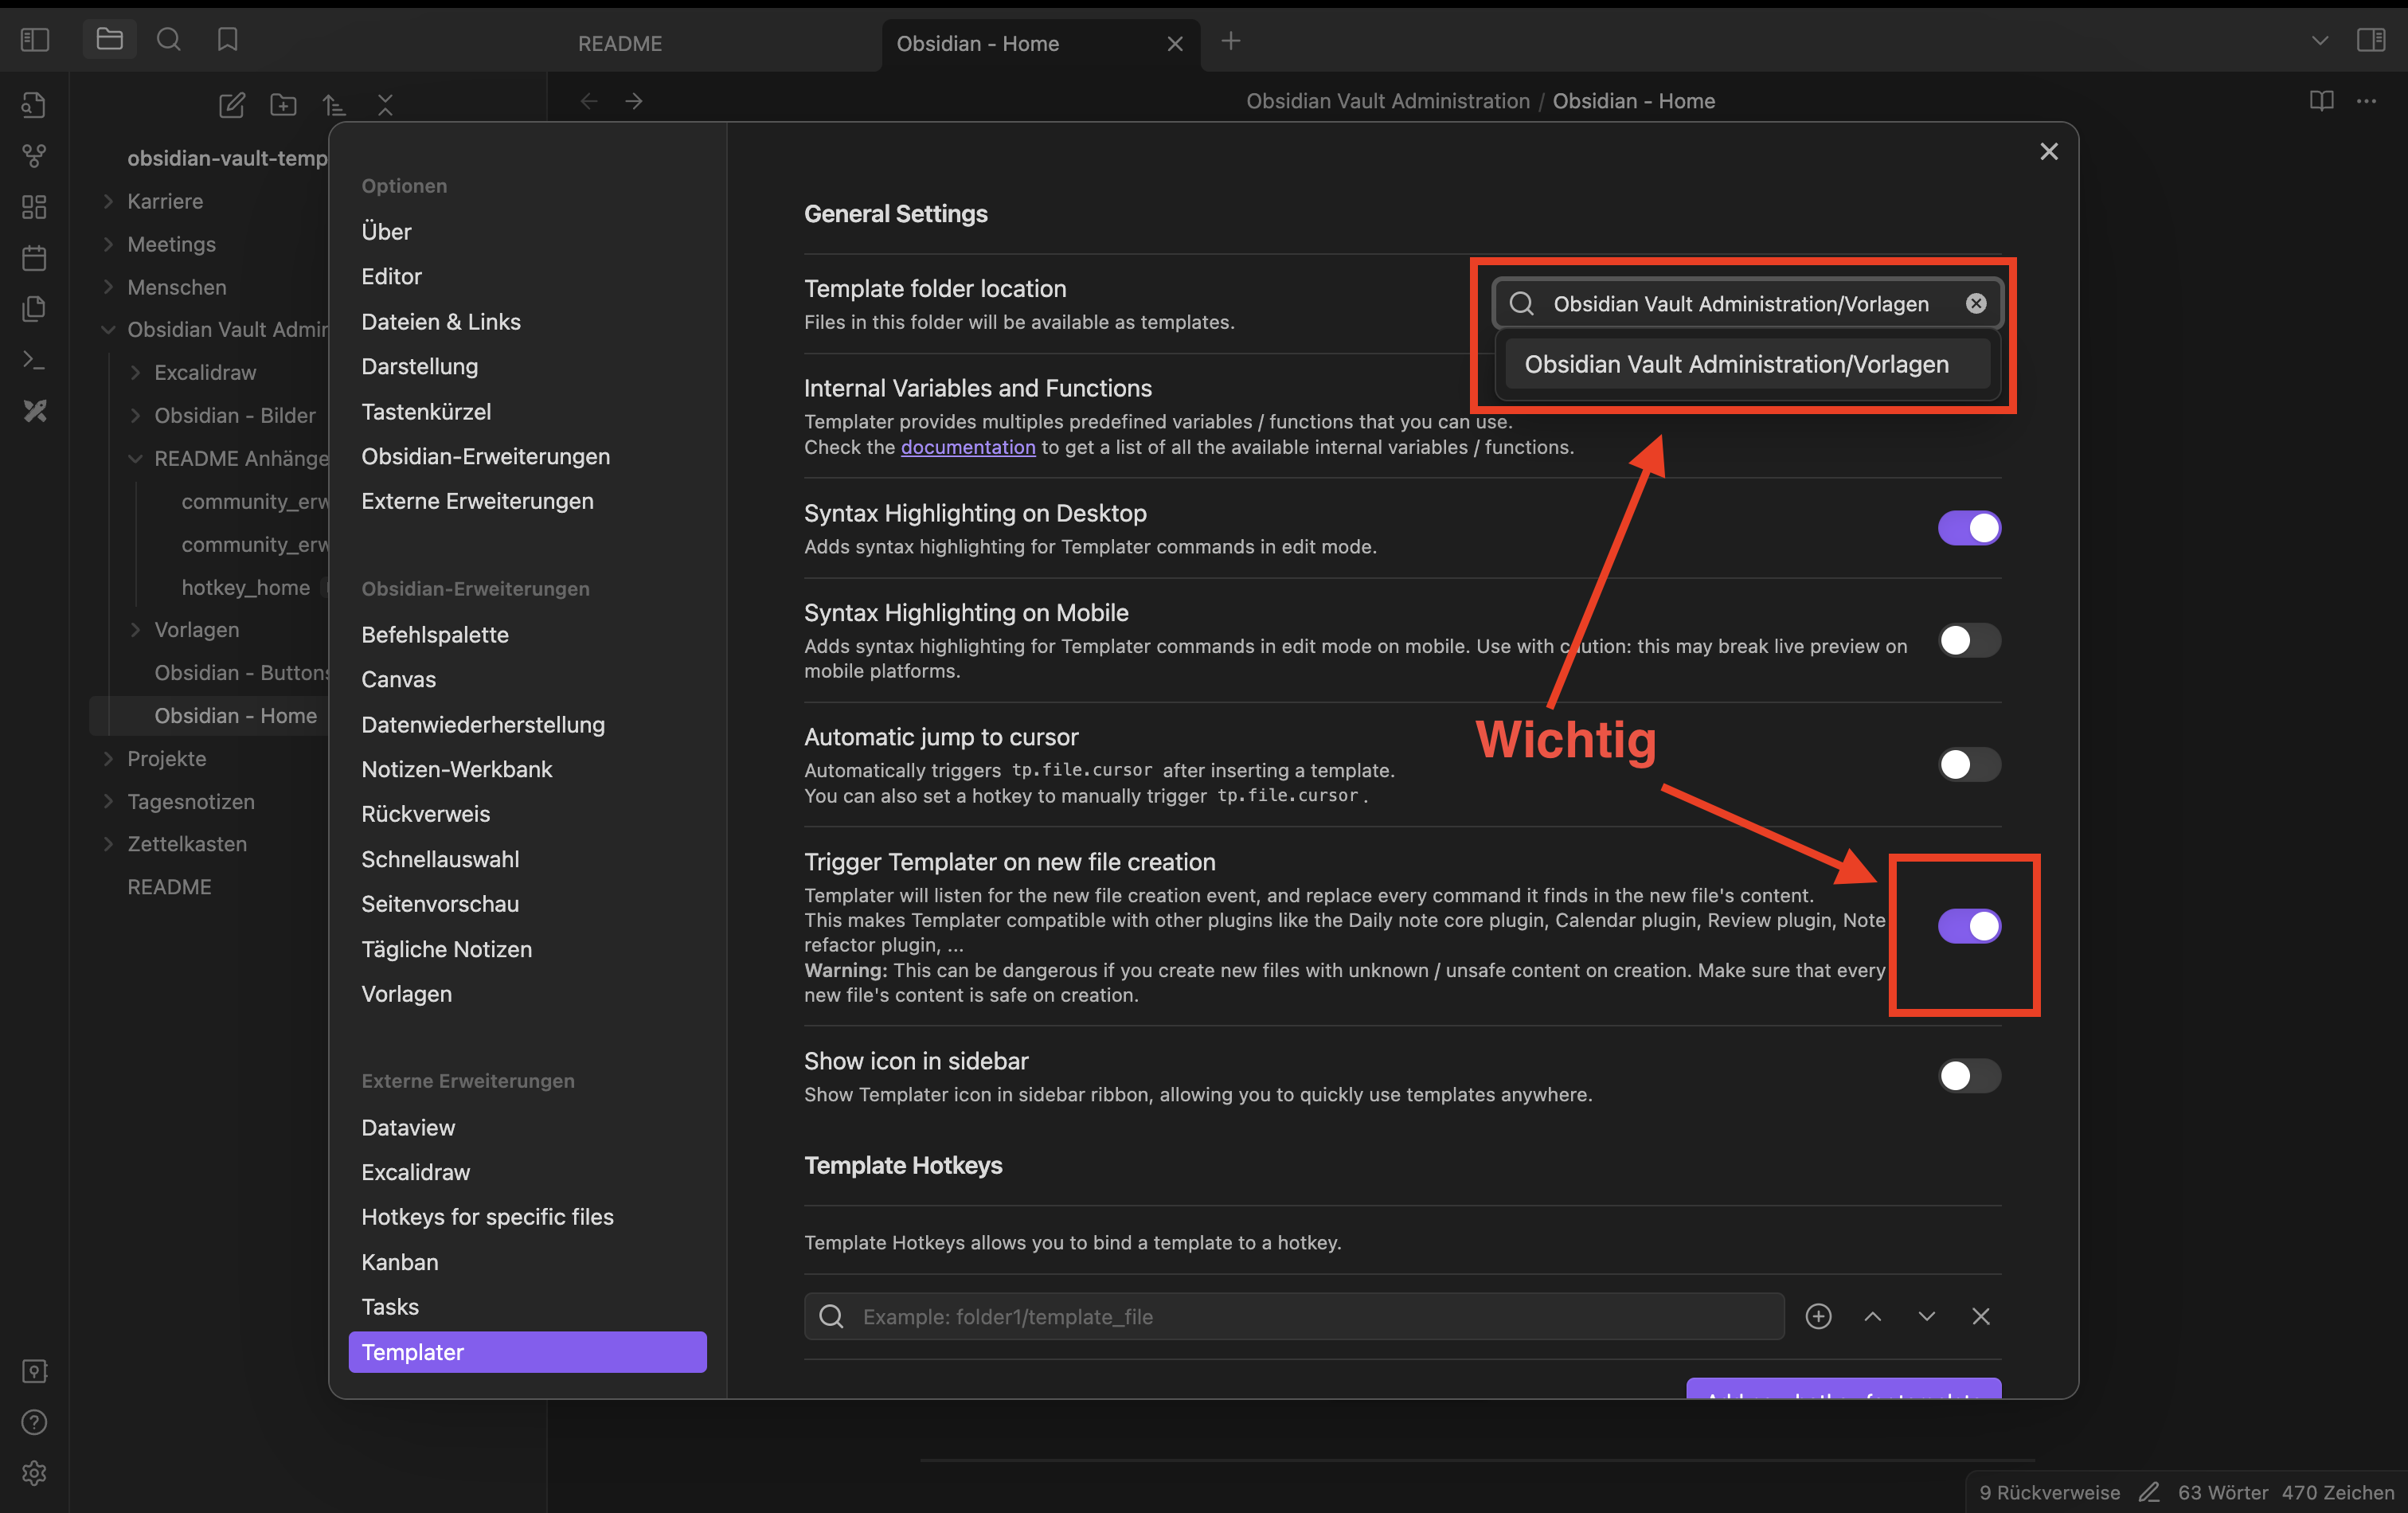 README
Obsidian - Home
Obsidian Vault Administration / Obsidian - Home
obsidian-vault-temp
Karriere
Meetings
Menschen
Obsidian Vault Admin
Excalidraw
Obsidian - Bilder
README Anhänge
community_erw
community_erw
hotkey_home
Vorlagen
Obsidian - Buttons
Obsidian - Home
Projekte
Tagesnotizen
Zettelkasten
README
Optionen
Über
Editor
Dateien & Links
Darstellung
Tastenkürzel
Obsidian-Erweiterungen
Externe Erweiterungen
Obsidian-Erweiterungen
Befehlspalette
Canvas
Datenwiederherstellung
Notizen-Werkbank
Rückverweis
Schnellauswahl
Seitenvorschau
Tägliche Notizen
Vorlagen
Externe Erweiterungen
Dataview
Excalidraw
Hotkeys for specific files
Kanban
Tasks
Templater
General Settings
Template folder location
Files in this folder will be available as templates.
Obsidian Vault Administration/Vorlagen
Obsidian Vault Administration/Vorlagen
Internal Variables and Functions
Templater provides multiples predefined variables / functions that you can use.
Check the documentation to get a list of all the available internal variables / functions.
Syntax Highlighting on Desktop
Adds syntax highlighting for Templater commands in edit mode.
Syntax Highlighting on Mobile
Adds syntax highlighting for Templater commands in edit mode on mobile. Use with caution: this may break live preview on
mobile platforms.
Wichtig
Automatic jump to cursor
Automatically triggers tp.file.cursor after inserting a template.
You can also set a hotkey to manually trigger tp.file.cursor.
Trigger Templater on new file creation
Templater will listen for the new file creation event, and replace every command it finds in the new file's content.
This makes Templater compatible with other plugins like the Daily note core plugin, Calendar plugin, Review plugin, Note
refactor plugin, ...
Warning: This can be dangerous if you create new files with unknown / unsafe content on creation. Make sure that every
new file's content is safe on creation.
Show icon in sidebar
Show Templater icon in sidebar ribbon, allowing you to quickly use templates anywhere.
Template Hotkeys
Template Hotkeys allows you to bind a template to a hotkey.
Example: folder1/template_file
9 Rückverweise 63 Wörter 470 Zeichen